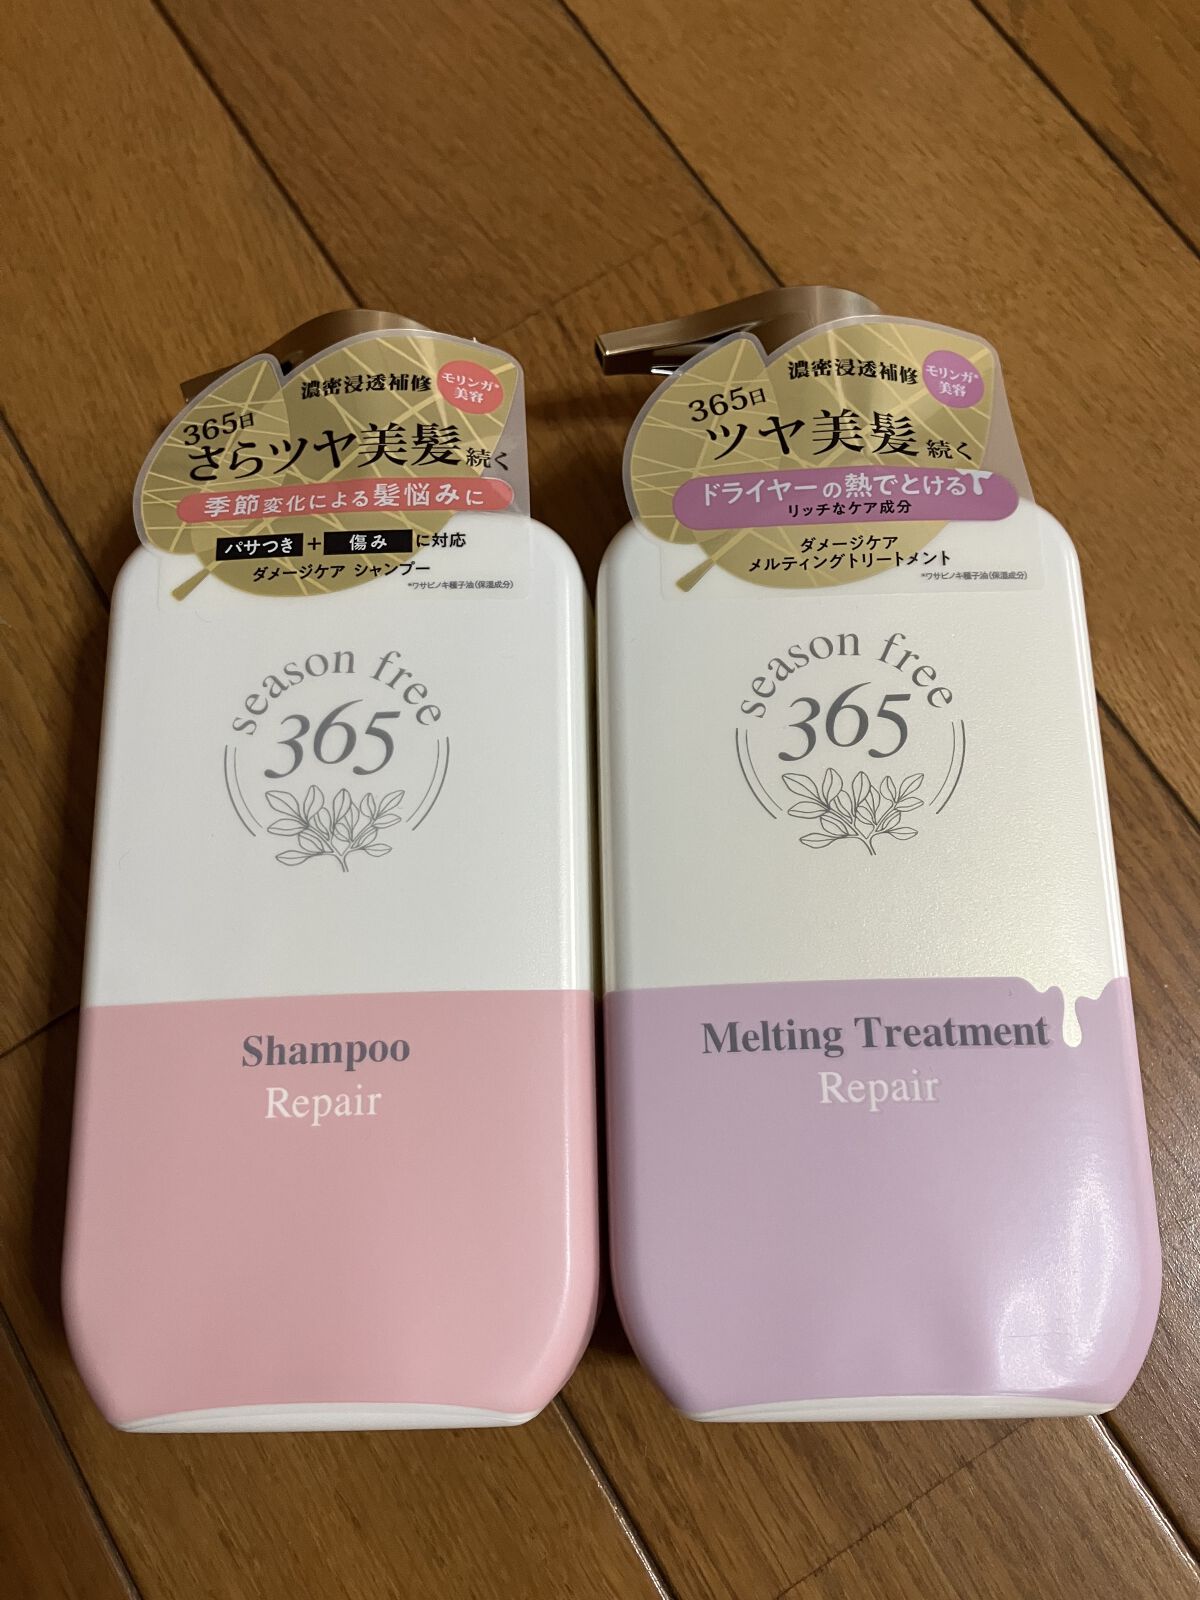 濃密浸透補修
モリンガ*
美容
365日
さらツヤ美髪続く
季節変化による髪悩みに
パサつき+傷みに対応
ダメージケア シャンプー
*ワサビノキ種子油(保湿成分)
season free
365
Shampoo
Repair
濃密浸透補修
モリンガ*
美容
365日
ツヤ美髪続く
ドライヤーの熱でとける
リッチなケア成分
ダメージケア
メルティングトリートメント
*ワサビノキ種子油(保湿成分)
season free
365
Melting Treatment
Repair